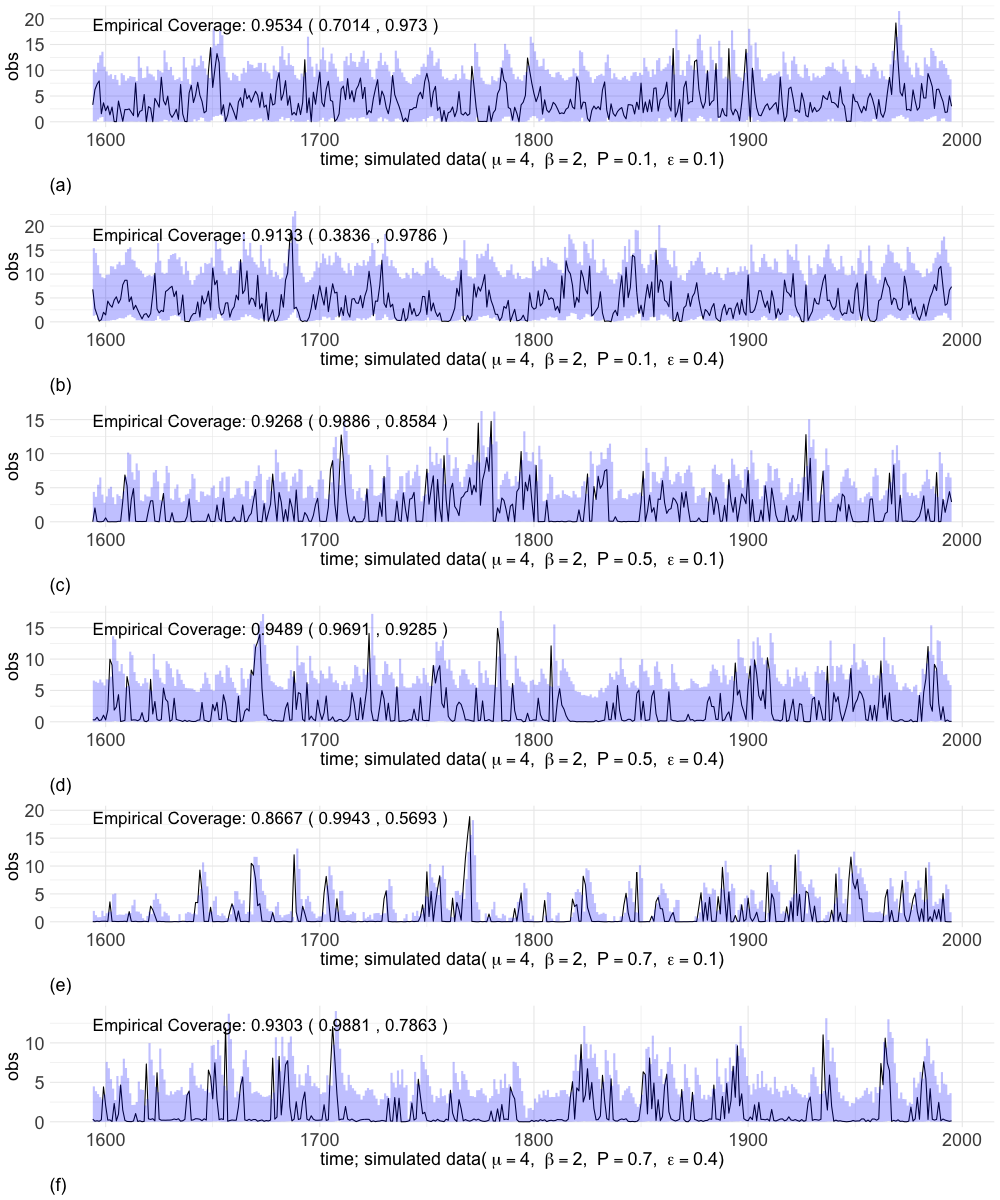 Empirical Coverage: 0.9534 ( 0.7014 , 0.973 )
20
15
10
5
0
obs
1600 1700 1800 1900 2000
time; simulated data( μ = 4, β = 2, P = 0.1, ε = 0.1)
(a)
Empirical Coverage: 0.9133 ( 0.3836 , 0.9786 )
20
15
10
5
0
obs
1600 1700 1800 1900 2000
time; simulated data( μ = 4, β = 2, P = 0.1, ε = 0.4)
(b)
Empirical Coverage: 0.9268 ( 0.9886 , 0.8584 )
15
10
5
0
obs
1600 1700 1800 1900 2000
time; simulated data( μ = 4, β = 2, P = 0.5, ε = 0.1)
(c)
Empirical Coverage: 0.9489 ( 0.9691 , 0.9285 )
15
10
5
0
obs
1600 1700 1800 1900 2000
time; simulated data( μ = 4, β = 2, P = 0.5, ε = 0.4)
(d)
Empirical Coverage: 0.8667 ( 0.9943 , 0.5693 )
20
15
10
5
0
obs
1600 1700 1800 1900 2000
time; simulated data( μ = 4, β = 2, P = 0.7, ε = 0.1)
(e)
Empirical Coverage: 0.9303 ( 0.9881 , 0.7863 )
10
5
0
obs
1600 1700 1800 1900 2000
time; simulated data( μ = 4, β = 2, P = 0.7, ε = 0.4)
(f)